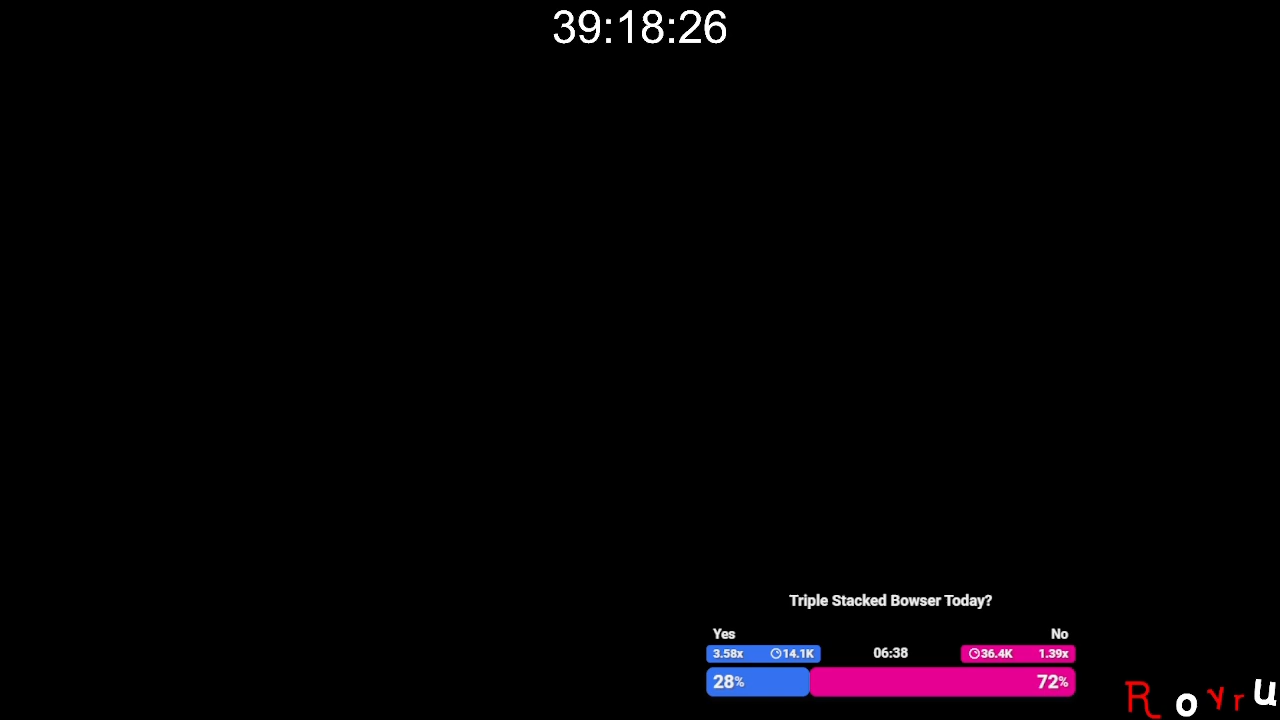 39:18:26
Triple Stacked Bowser Today?
Yes No
3.58x 14.1K 06:38 36.4K 1.39x
28% 72%
Royru